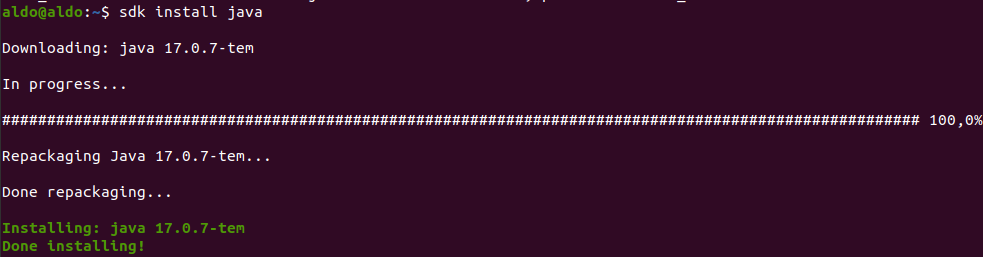 aldo@aldo:~$ sdk install java
Downloading: java 17.0.7-tem
In progress...
###################################################################################################### 100,0%
Repackaging Java 17.0.7-tem...
Done repackaging...
Installing: java 17.0.7-tem
Done installing!